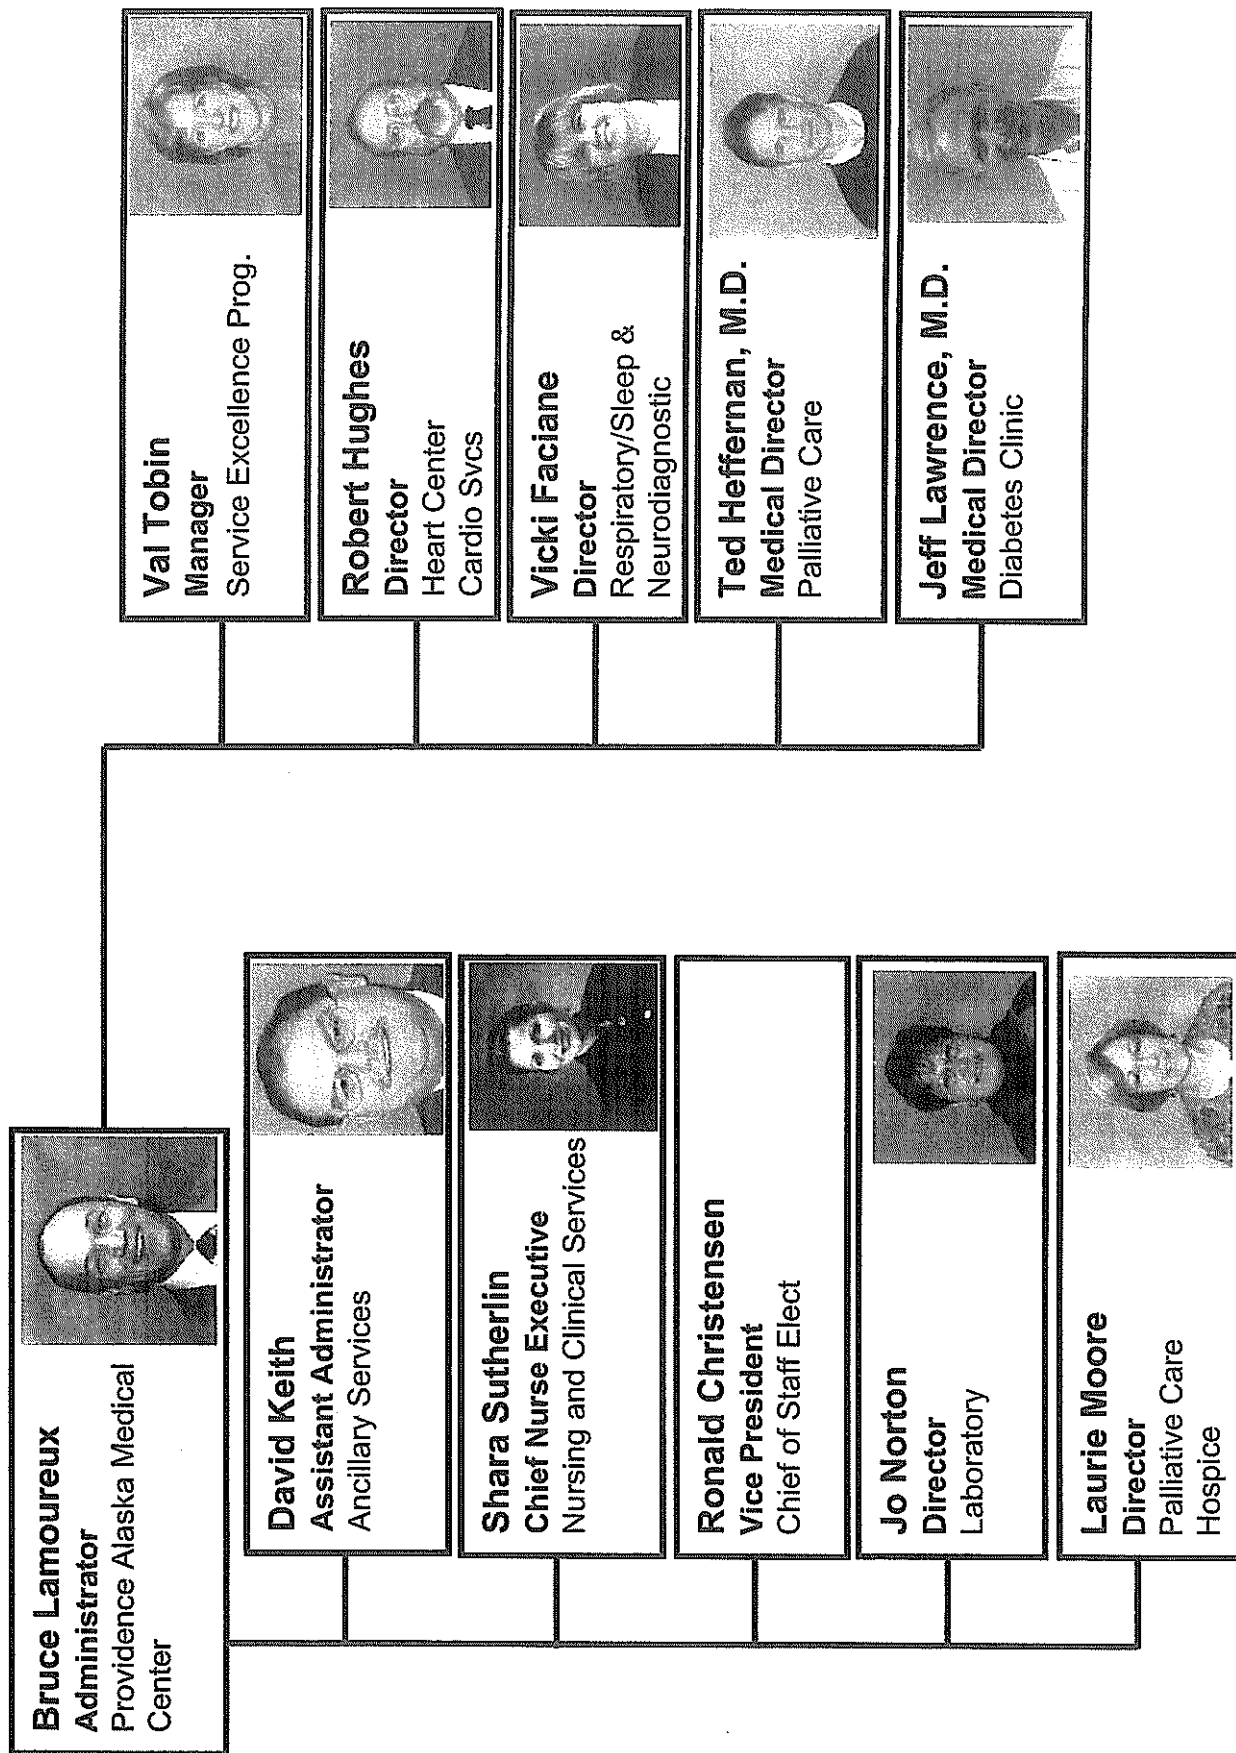 Bruce Lamoureux
Administrator
Providence Alaska Medical
Center
David Keith
Assistant Administrator
Ancillary Services
Shara Sutherlin
Chief Nurse Executive
Nursing and Clinical Services
Ronald Christensen
Vice President
Chief of Staff Elect
Jo Norton
Director
Laboratory
Laurie Moore
Director
Palliative Care
Hospice
Val Tobin
Manager
Service Excellence Prog.
Robert Hughes
Director
Heart Center
Cardio Svcs
Vicki Faciane
Director
Respiratory/Sleep &
Neurodiagnostic
Ted Heffernan, M.D.
Medical Director
Palliative Care
Jeff Lawrence, M.D.
Medical Director
Diabetes Clinic